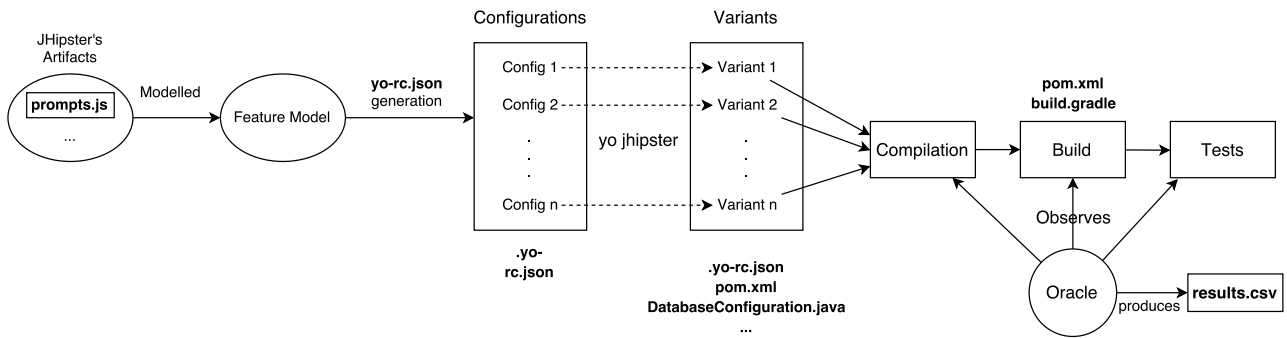 JHipster's
Artifacts
prompts.js
...
Modelled
Feature Model
yo-rc.json
generation
Configurations
Config 1
Config 2
.
.
.
Config n
.yo-
rc.json
yo jhipster
Variants
Variant 1
Variant 2
.
.
.
Variant n
.yo-rc.json
pom.xml
DatabaseConfiguration.java
...
Compilation
pom.xml
build.gradle
Build
Tests
Observes
Oracle
produces
results.csv